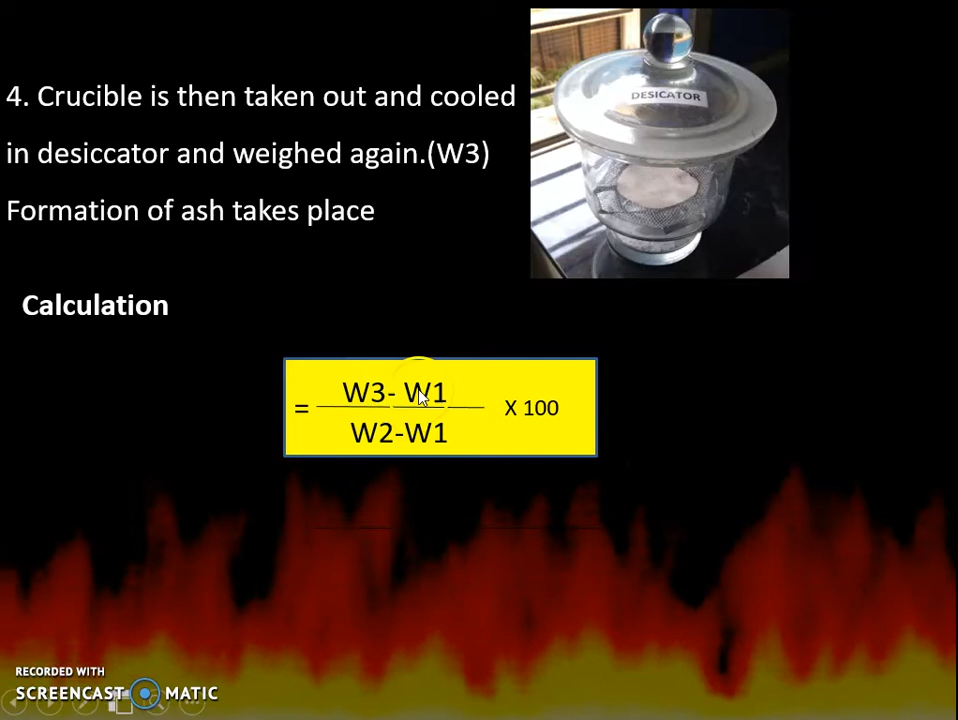 4. Crucible is then taken out and cooled
in desiccator and weighed again.(W3)
Formation of ash takes place
DESICATOR
Calculation
W3- W1
= X 100
W2-W1
RECORDED WITH
SCREENCAST MATIC